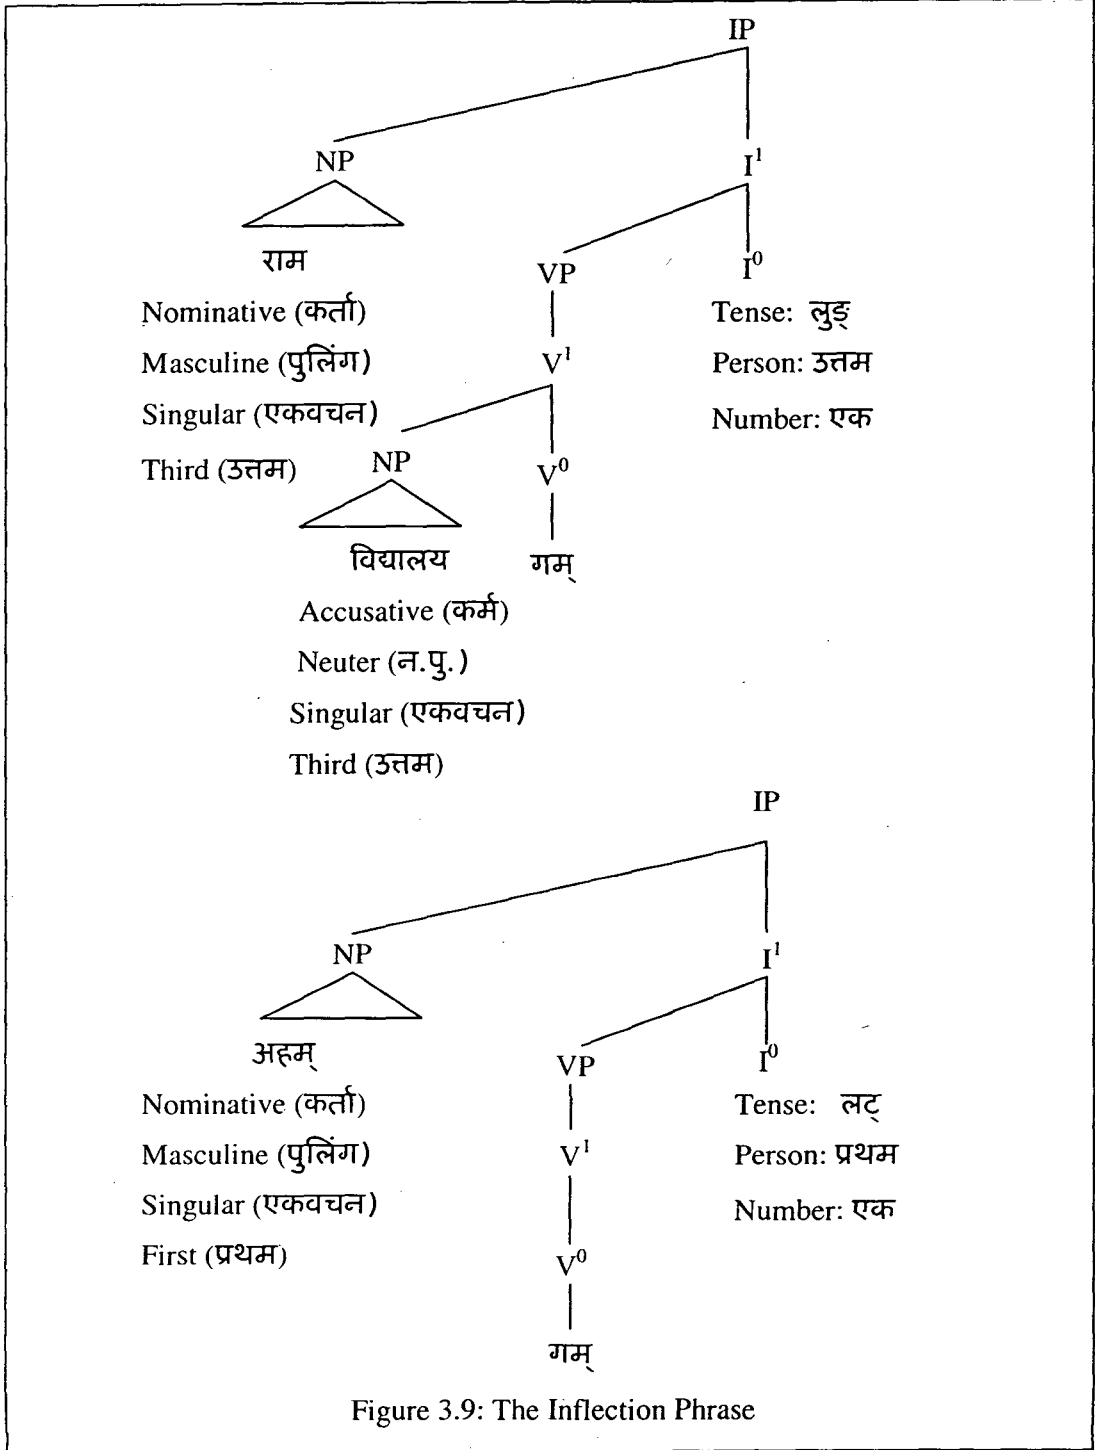 IP
NP I¹
राम
VP I⁰
Nominative (कर्ता) Tense: लुङ्
Masculine (पुलिंग) V¹ Person: उत्तम
Singular (एकवचन) Number: एक
Third (उत्तम) NP V⁰
विद्यालय गम्
Accusative (कर्म)
Neuter (न.पु.)
Singular (एकवचन)
Third (उत्तम)
IP
NP I¹
अहम्
VP I⁰
Nominative (कर्ता) Tense: लट्
Masculine (पुलिंग) V¹ Person: प्रथम
Singular (एकवचन) Number: एक
First (प्रथम) V⁰
गम्
Figure 3.9: The Inflection Phrase